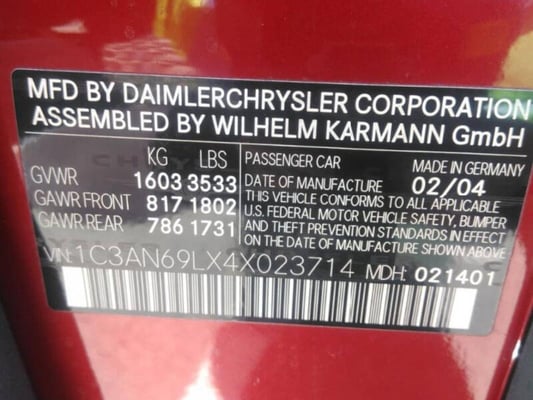 MFD BY DAIMLERCHRYSLER CORPORATION
ASSEMBLED BY WILHELM KARMANN GmbH
KG LBS
GVWR 1603 3533
GAWR FRONT 817 1802
GAWR REAR 786 1731
PASSENGER CAR MADE IN GERMANY
DATE OF MANUFACTURE 02/04
THIS VEHICLE CONFORMS TO ALL APPLICABLE
U.S. FEDERAL MOTOR VEHICLE SAFETY, BUMPER
AND THEFT PREVENTION STANDARDS IN EFFECT
ON THE DATE OF MANUFACTURE SHOWN ABOVE
VIN: 1C3AN69LX4X023714 MDH: 021401